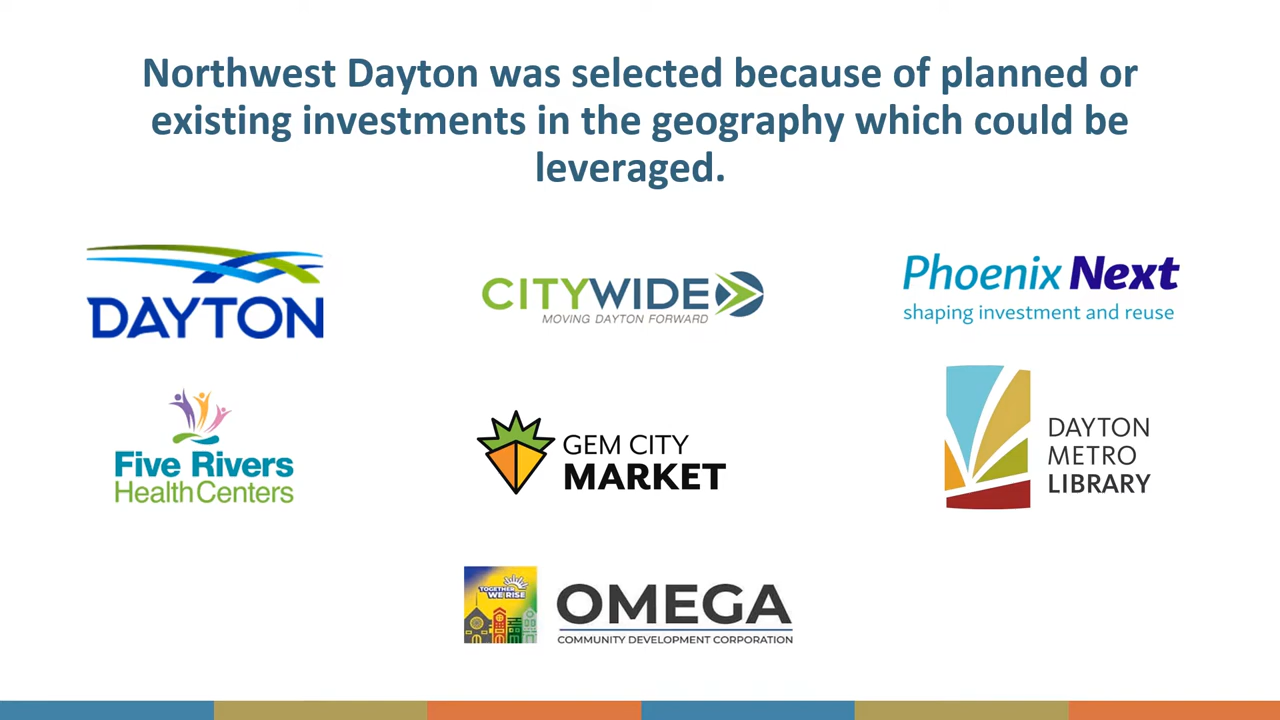 Northwest Dayton was selected because of planned or
existing investments in the geography which could be
leveraged.
DAYTON
CITYWIDE
MOVING DAYTON FORWARD
Phoenix Next
shaping investment and reuse
Five Rivers
HealthCenters
GEM CITY
MARKET
DAYTON
METRO
LIBRARY
TOGETHER
WE RISE
OMEGA
COMMUNITY DEVELOPMENT CORPORATION